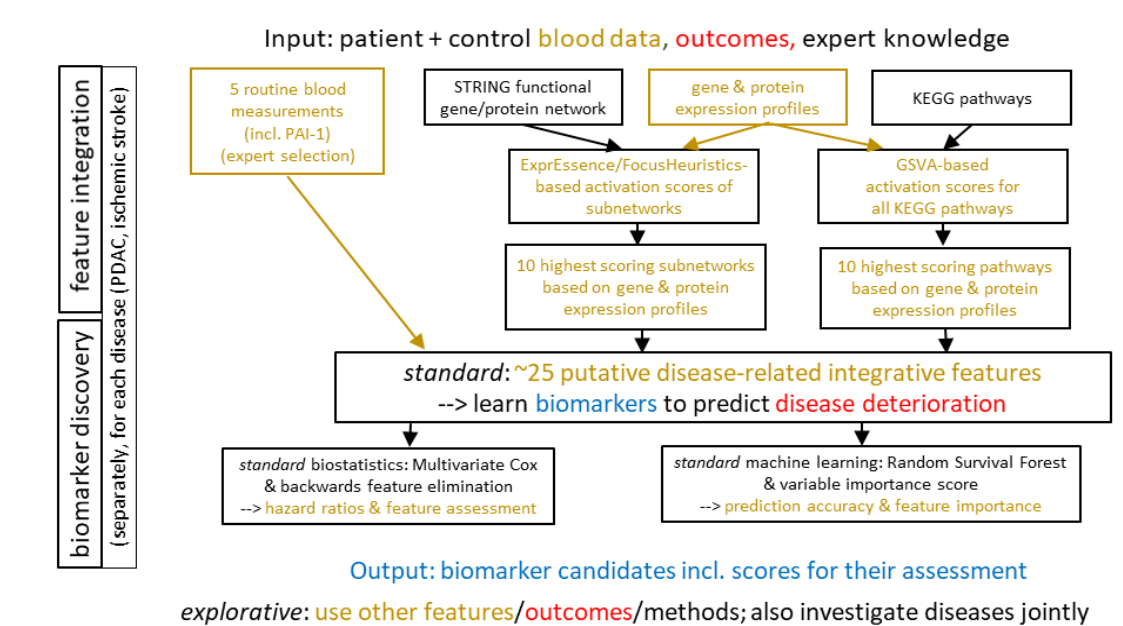 Input: patient + control blood data, outcomes, expert knowledge
feature integration
biomarker discovery
(separately, for each disease (PDAC, ischemic stroke)
5 routine blood
measurements
(incl. PAI-1)
(expert selection)
STRING functional
gene/protein network
gene & protein
expression profiles
KEGG pathways
ExprEssence/FocusHeuristics-
based activation scores of
subnetworks
GSVA-based
activation scores for
all KEGG pathways
10 highest scoring subnetworks
based on gene & protein
expression profiles
10 highest scoring pathways
based on gene & protein
expression profiles
standard: ~25 putative disease-related integrative features
--> learn biomarkers to predict disease deterioration
standard biostatistics: Multivariate Cox
& backwards feature elimination
--> hazard ratios & feature assessment
standard machine learning: Random Survival Forest
& variable importance score
--> prediction accuracy & feature importance
Output: biomarker candidates incl. scores for their assessment
explorative: use other features/outcomes/methods; also investigate diseases jointly